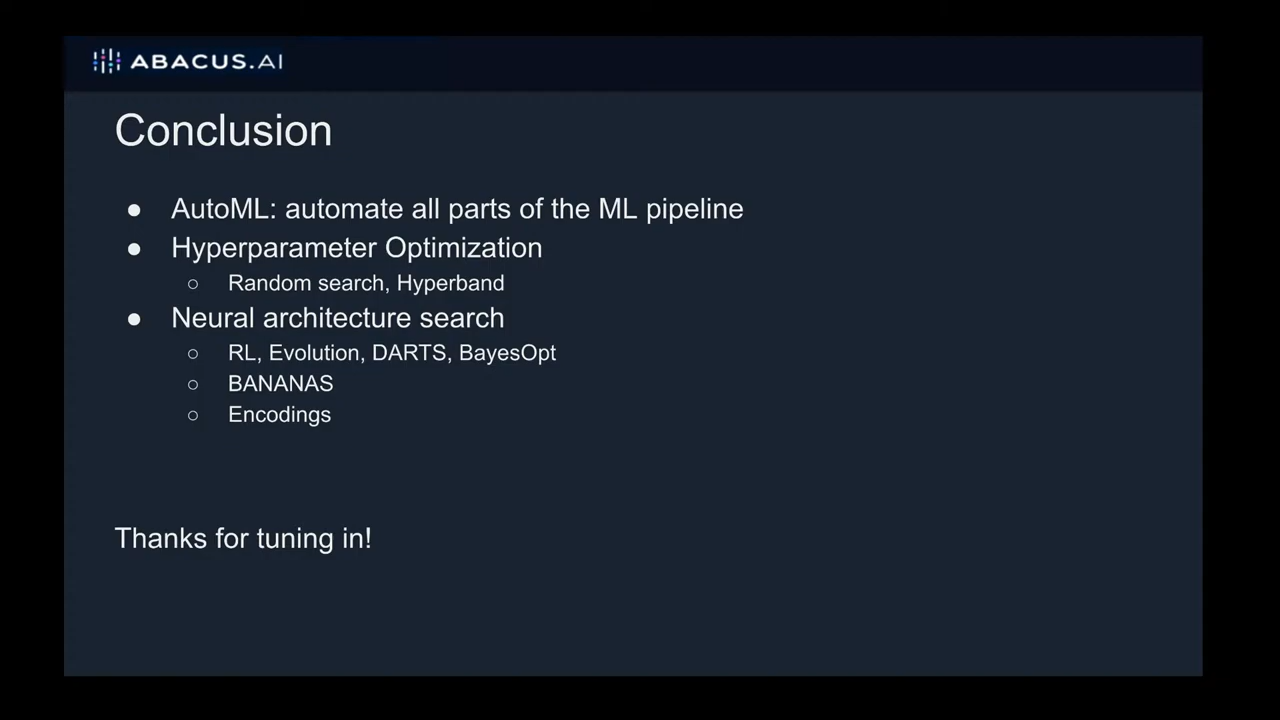 ABACUS.AI
Conclusion
● AutoML: automate all parts of the ML pipeline
● Hyperparameter Optimization
○ Random search, Hyperband
● Neural architecture search
○ RL, Evolution, DARTS, BayesOpt
○ BANANAS
○ Encodings
Thanks for tuning in!